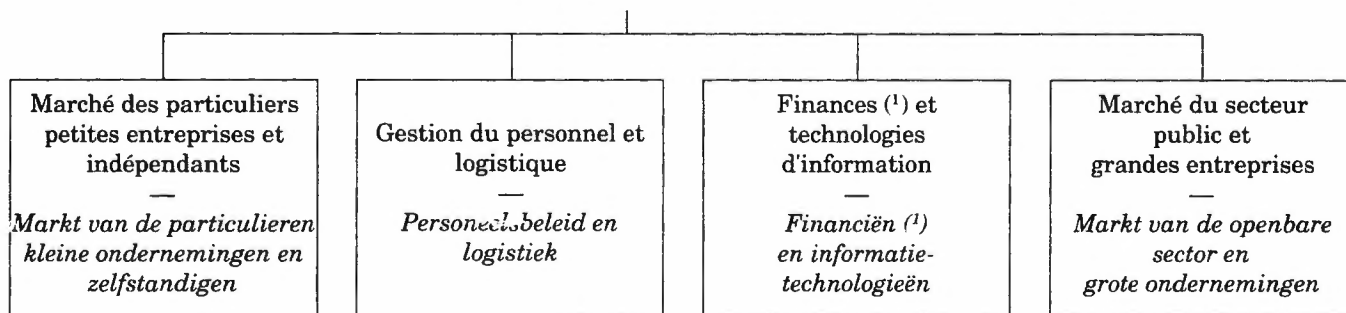 Marché des particuliers
petites entreprises et
indépendants
—
Markt van de particulieren
kleine ondernemingen en
zelfstandigen
Gestion du personnel et
logistique
—
Personeelsbeleid en
logistiek
Finances (¹) et
technologies
d'information
—
Financiën (¹)
en informatie-
technologieën
Marché du secteur
public et
grandes entreprises
—
Markt van de openbare
sector en
grote ondernemingen